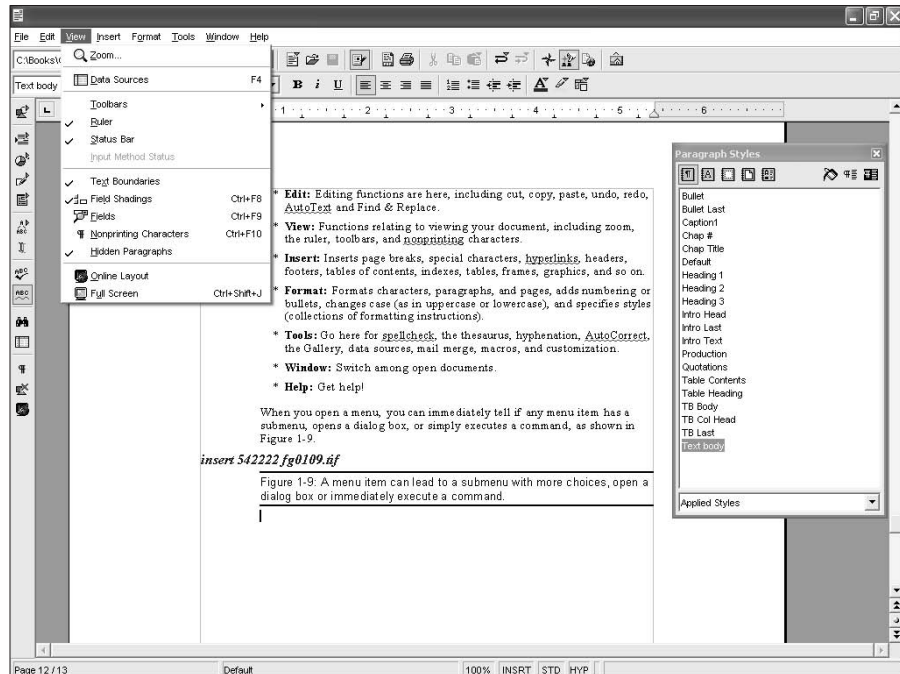 File Edit View Insert Format Tools Window Help
C:\Books\
Zoom...
Data Sources F4
Toolbars
Ruler
Status Bar
Input Method Status
Text Boundaries
Field Shadings Ctrl+F8
Fields Ctrl+F9
Nonprinting Characters Ctrl+F10
Hidden Paragraphs
Online Layout
Full Screen Ctrl+Shift+J
Text body
B i U
1 2 3 4 5 6
* Edit: Editing functions are here, including cut, copy, paste, undo, redo,
AutoText and Find & Replace.
* View: Functions relating to viewing your document, including zoom,
the ruler, toolbars, and nonprinting characters.
* Insert: Inserts page breaks, special characters, hyperlinks, headers,
footers, tables of contents, indexes, tables, frames, graphics, and so on.
* Format: Formats characters, paragraphs, and pages, adds numbering or
bullets, changes case (as in uppercase or lowercase), and specifies styles
(collections of formatting instructions).
* Tools: Go here for spellcheck, the thesaurus, hyphenation, AutoCorrect,
the Gallery, data sources, mail merge, macros, and customization.
* Window: Switch among open documents.
* Help: Get help!
When you open a menu, you can immediately tell if any menu item has a
submenu, opens a dialog box, or simply executes a command, as shown in
Figure 1-9.
insert 542222 fg0109.tif
Figure 1-9: A menu item can lead to a submenu with more choices, open a
dialog box or immediately execute a command.
Paragraph Styles
Bullet
Bullet Last
Caption1
Chap #
Chap Title
Default
Heading 1
Heading 2
Heading 3
Intro Head
Intro Last
Intro Text
Production
Quotations
Table Contents
Table Heading
TB Body
TB Col Head
TB Last
Text body
Applied Styles
Page 12 / 13 Default 100% INSRT STD HYP